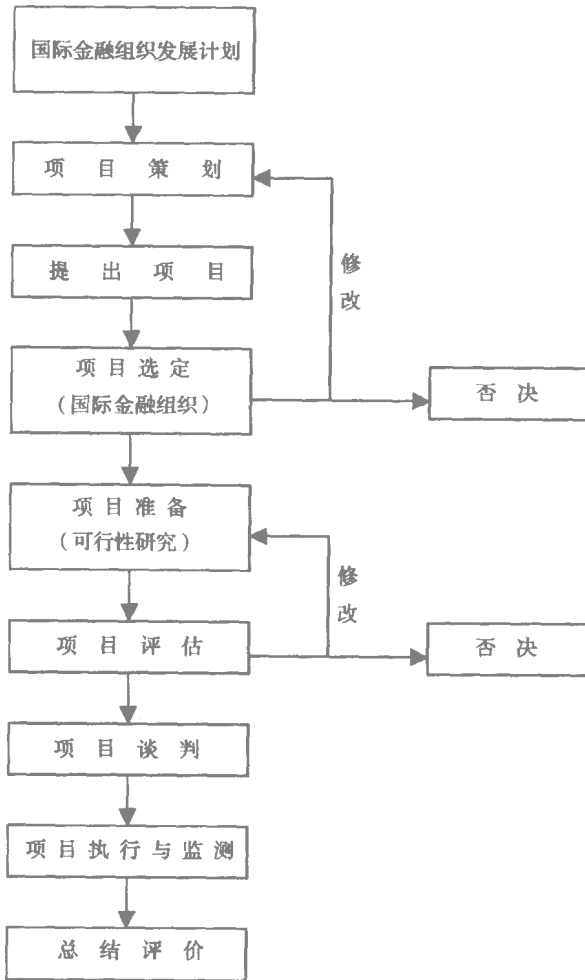 国际金融组织发展计划
项目策划
提出项目
修
改
项目选定
(国际金融组织)
否决
项目准备
(可行性研究)
修
改
项目评估
否决
项目谈判
项目执行与监测
总结评价